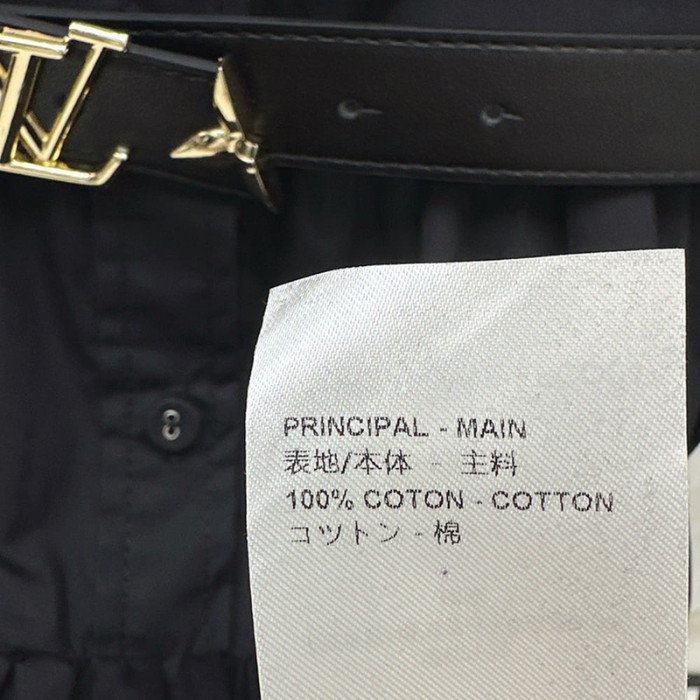 PRINCIPAL - MAIN
表地/本体 - 主料
100% COTON - COTTON
コットン - 棉